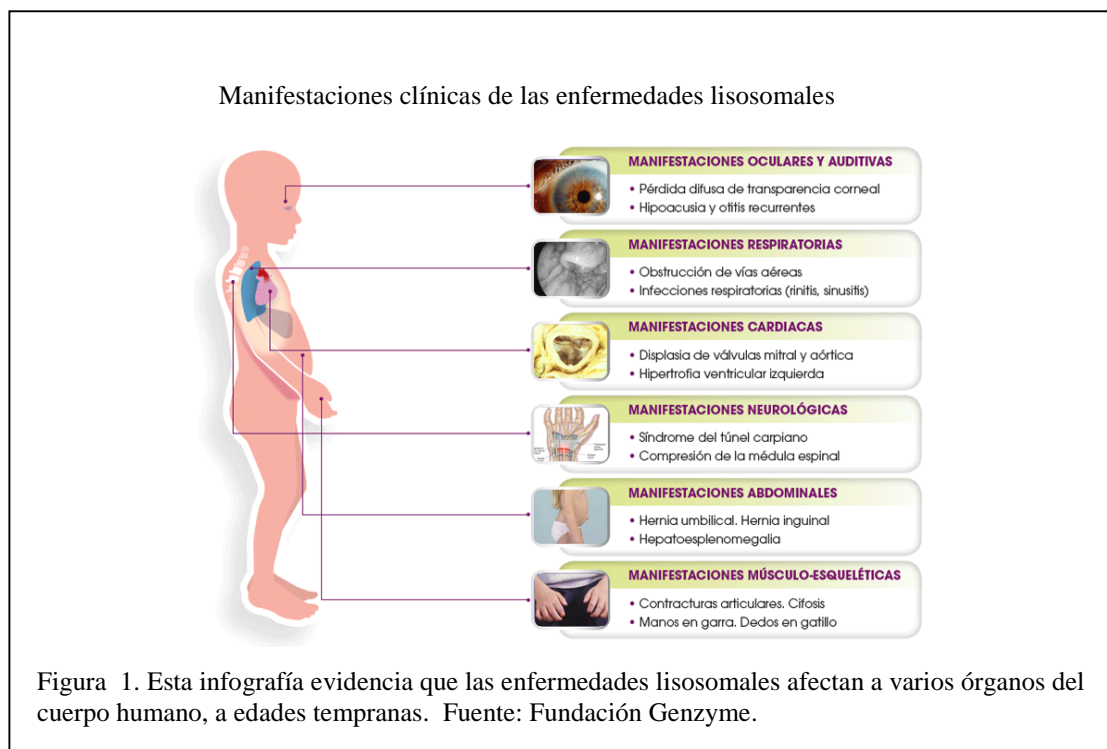 Manifestaciones clínicas de las enfermedades lisosomales
MANIFESTACIONES OCULARES Y AUDITIVAS
• Pérdida difusa de transparencia corneal
• Hipoacusia y otitis recurrentes
MANIFESTACIONES RESPIRATORIAS
• Obstrucción de vías aéreas
• Infecciones respiratorias (rinitis, sinusitis)
MANIFESTACIONES CARDIACAS
• Displasia de válvulas mitral y aórtica
• Hipertrofia ventricular izquierda
MANIFESTACIONES NEUROLÓGICAS
• Síndrome del túnel carpiano
• Compresión de la médula espinal
MANIFESTACIONES ABDOMINALES
• Hernia umbilical. Hernia inguinal
• Hepatoesplenomegalia
MANIFESTACIONES MÚSCULO-ESQUELÉTICAS
• Contracturas articulares. Cifosis
• Manos en garra. Dedos en gatillo
Figura 1. Esta infografía evidencia que las enfermedades lisosomales afectan a varios órganos del
cuerpo humano, a edades tempranas. Fuente: Fundación Genzyme.